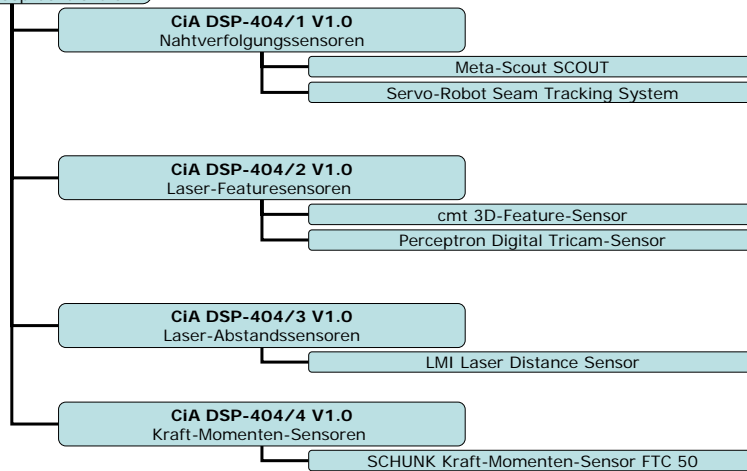 CiA DSP-404/1 V1.0
Nahtverfolgungssensoren
Meta-Scout SCOUT
Servo-Robot Seam Tracking System
CiA DSP-404/2 V1.0
Laser-Featuresensoren
cmt 3D-Feature-Sensor
Perceptron Digital Tricam-Sensor
CiA DSP-404/3 V1.0
Laser-Abstandssensoren
LMI Laser Distance Sensor
CiA DSP-404/4 V1.0
Kraft-Momenten-Sensoren
SCHUNK Kraft-Momenten-Sensor FTC 50